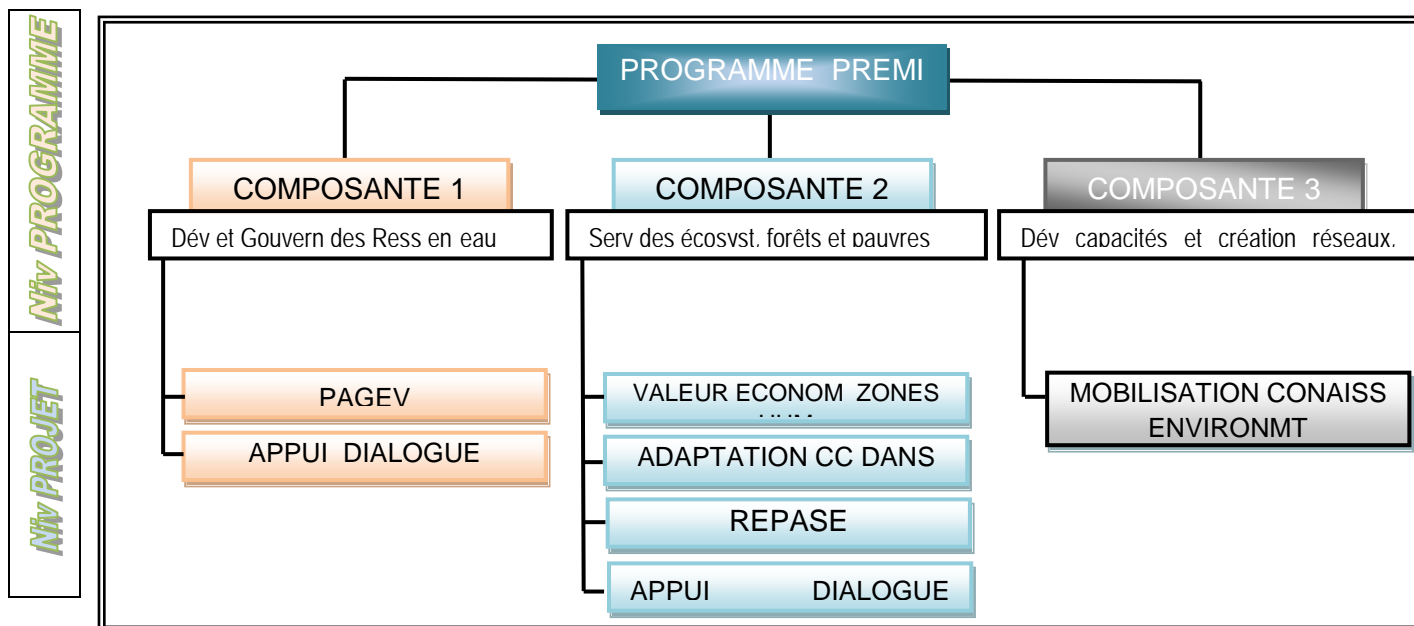 Niv PROGRAMME
PROGRAMME PREMI
COMPOSANTE 1
COMPOSANTE 2
COMPOSANTE 3
Dév et Gouvern des Ress en eau
Serv des écosyst. forêts et pauvres
Dév capacités et création réseaux.
Niv PROJET
PAGEV
APPUI DIALOGUE
VALEUR ECONOM ZONES
ADAPTATION CC DANS
REPASE
APPUI DIALOGUE
MOBILISATION CONAISS
ENVIRONMT